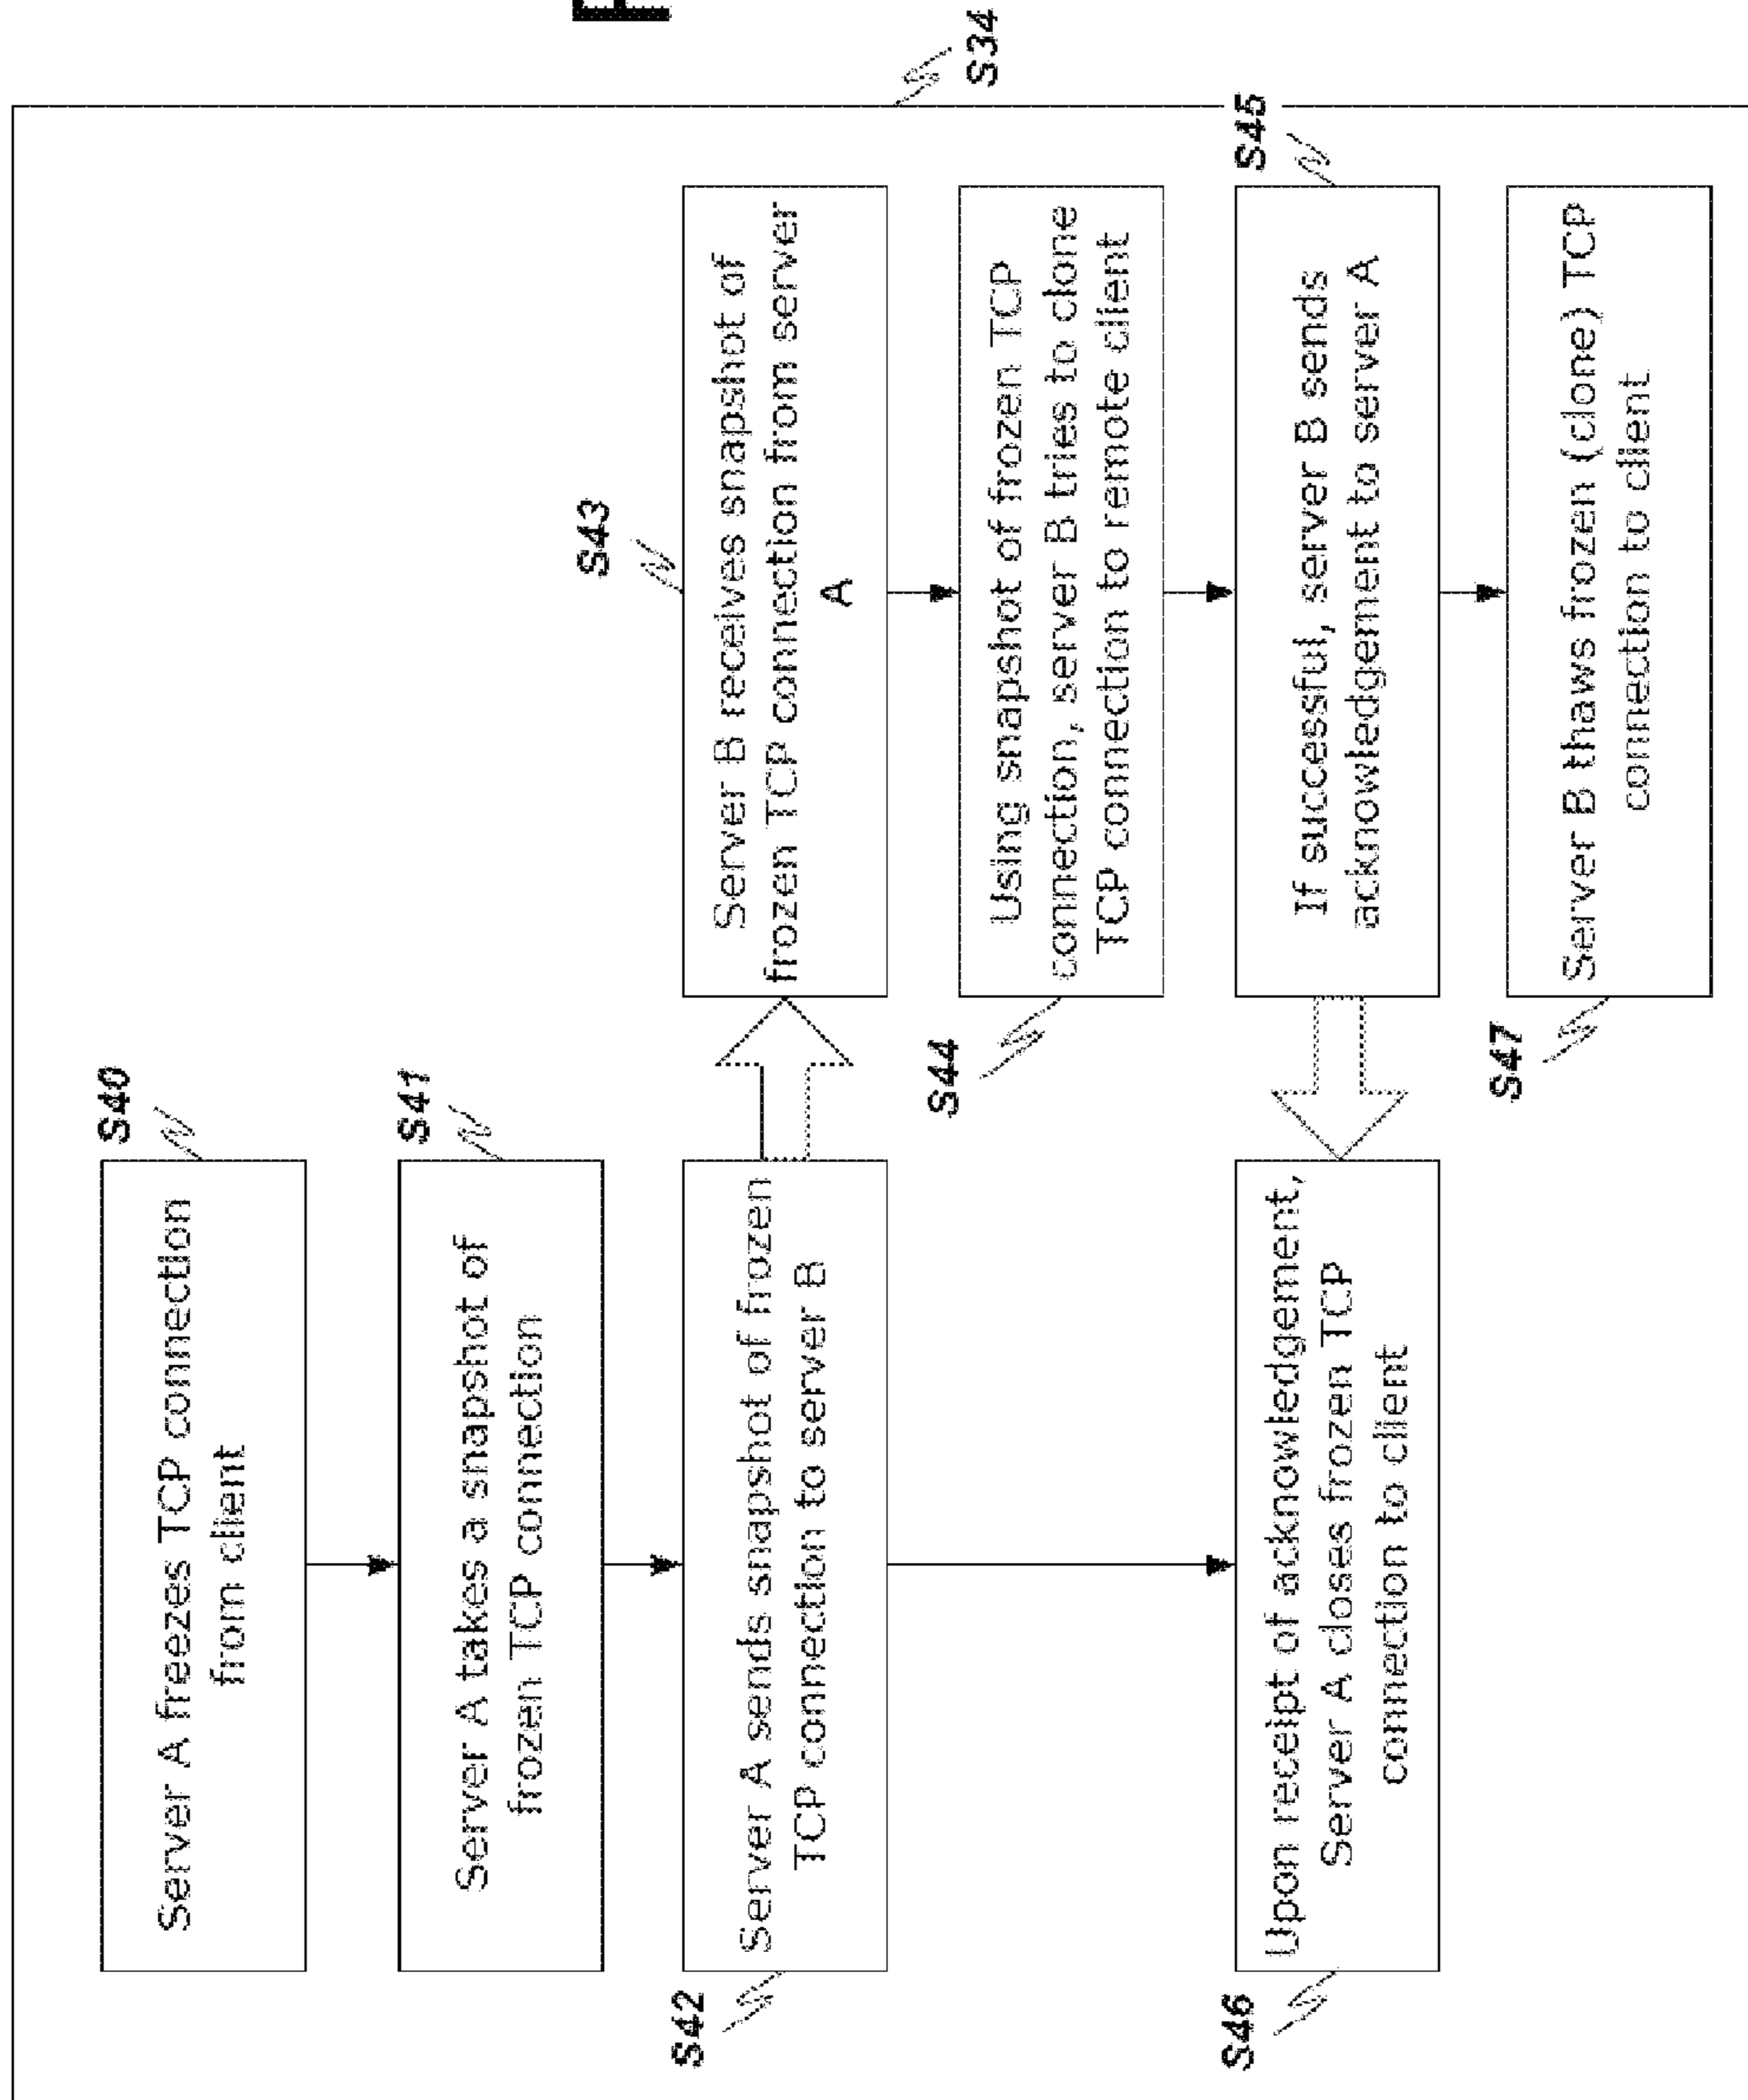 S40
Server A freezes TCP connection
from client
S41
Server A takes a snapshot of
frozen TCP connection
S42
Server A sends snapshot of frozen
TCP connection to server B
S43
Server B receives snapshot of
frozen TCP connection from server
A
S44
Using snapshot of frozen TCP
connection, server B tries to clone
TCP connection to remote client
S45
If successful, server B sends
acknowledgement to server A
S46
Upon receipt of acknowledgement,
Server A closes frozen TCP
connection to client
S47
Server B thaws frozen (clone) TCP
connection to client
S34